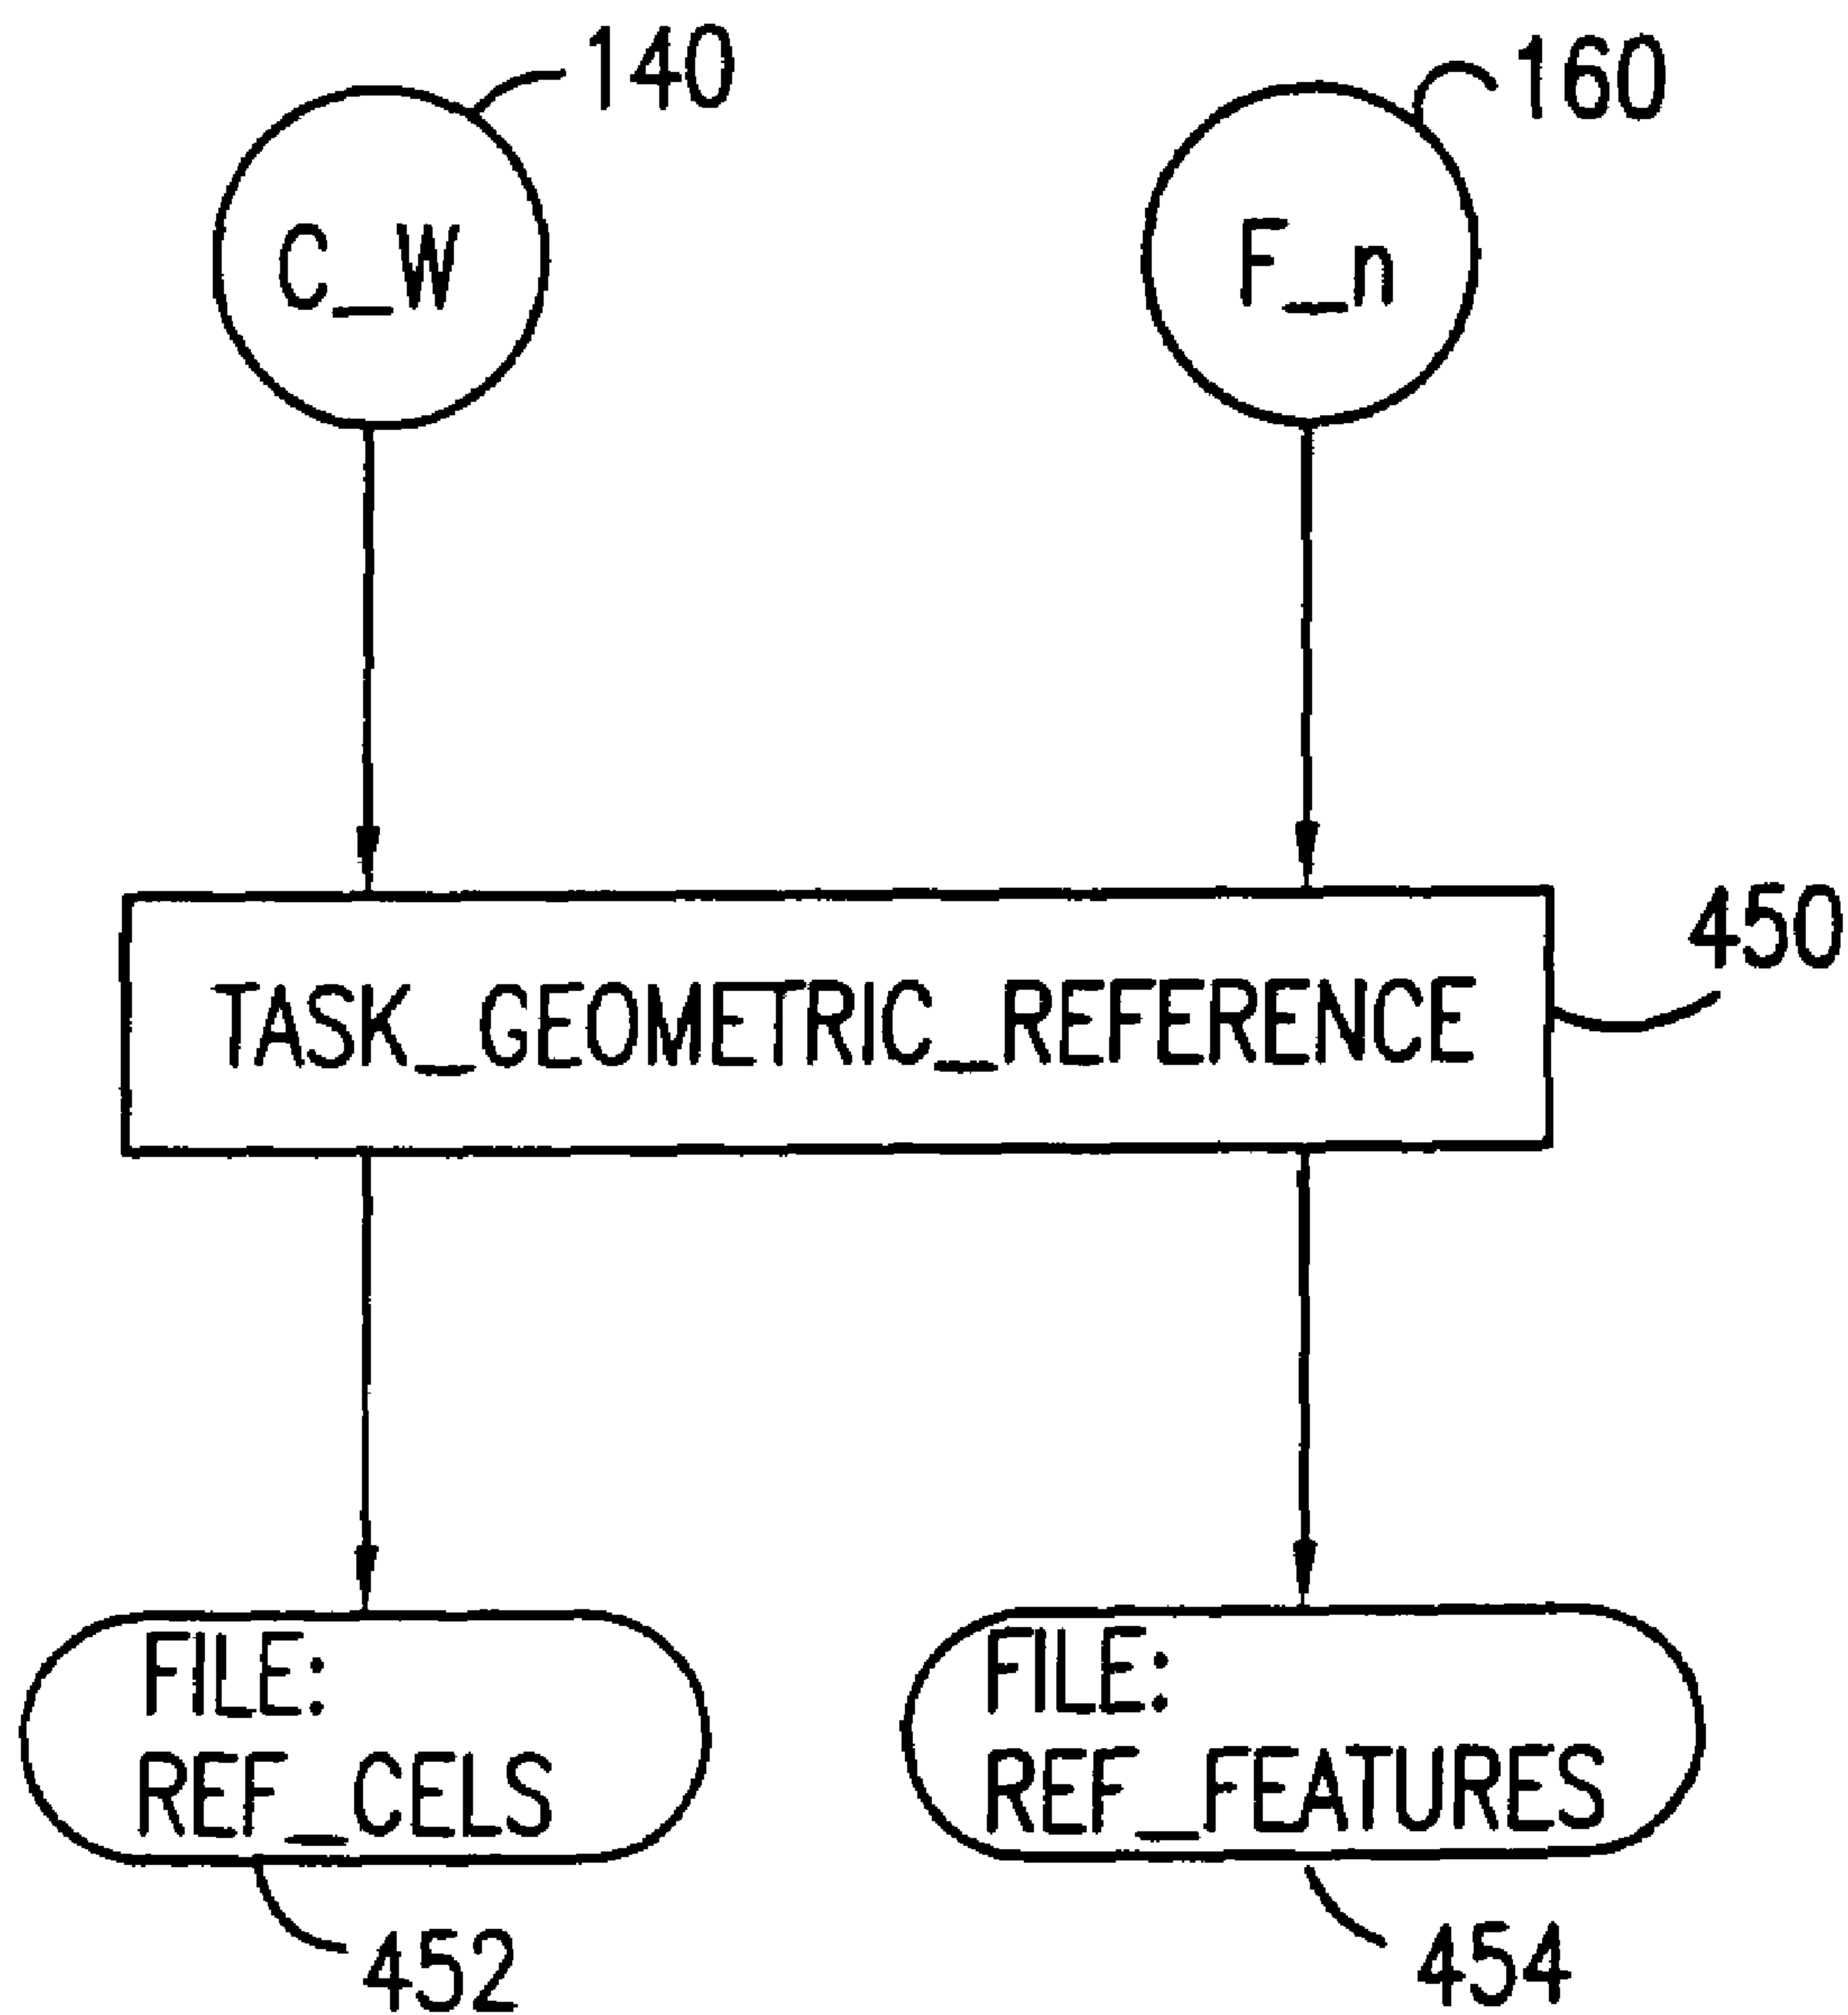 140
160
C_W
F_n
450
TASK_GEOMETRIC_REFERENCE
FILE:
REF_CELS
FILE:
REF_FEATURES
452
454